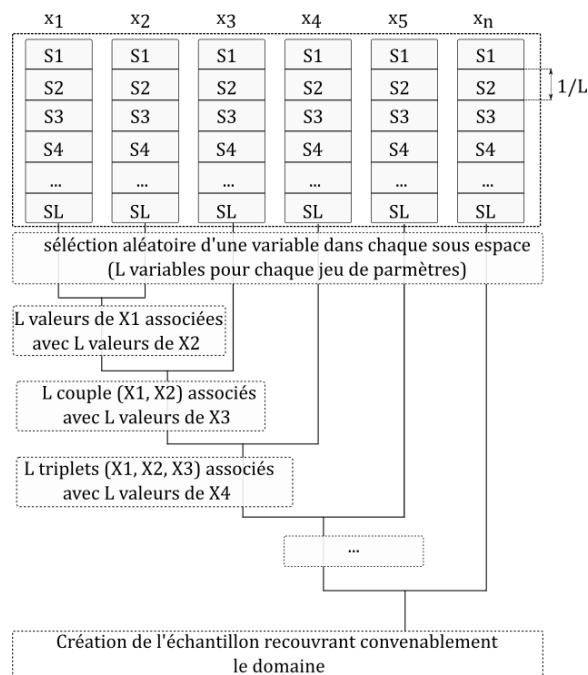 x1 x2 x3 x4 x5 xn
S1 S1 S1 S1 S1 S1
S2 S2 S2 S2 S2 S2
1/L
S3 S3 S3 S3 S3 S3
S4 S4 S4 S4 S4 S4
... ... ... ... ... ...
SL SL SL SL SL SL
séléction aléatoire d'une variable dans chaque sous espace
(L variables pour chaque jeu de parmètres)
L valeurs de X1 associées
avec L valeurs de X2
L couple (X1, X2) associés
avec L valeurs de X3
L triplets (X1, X2, X3) associés
avec L valeurs de X4
...
Création de l'échantillon recouvrant convenablement
le domaine